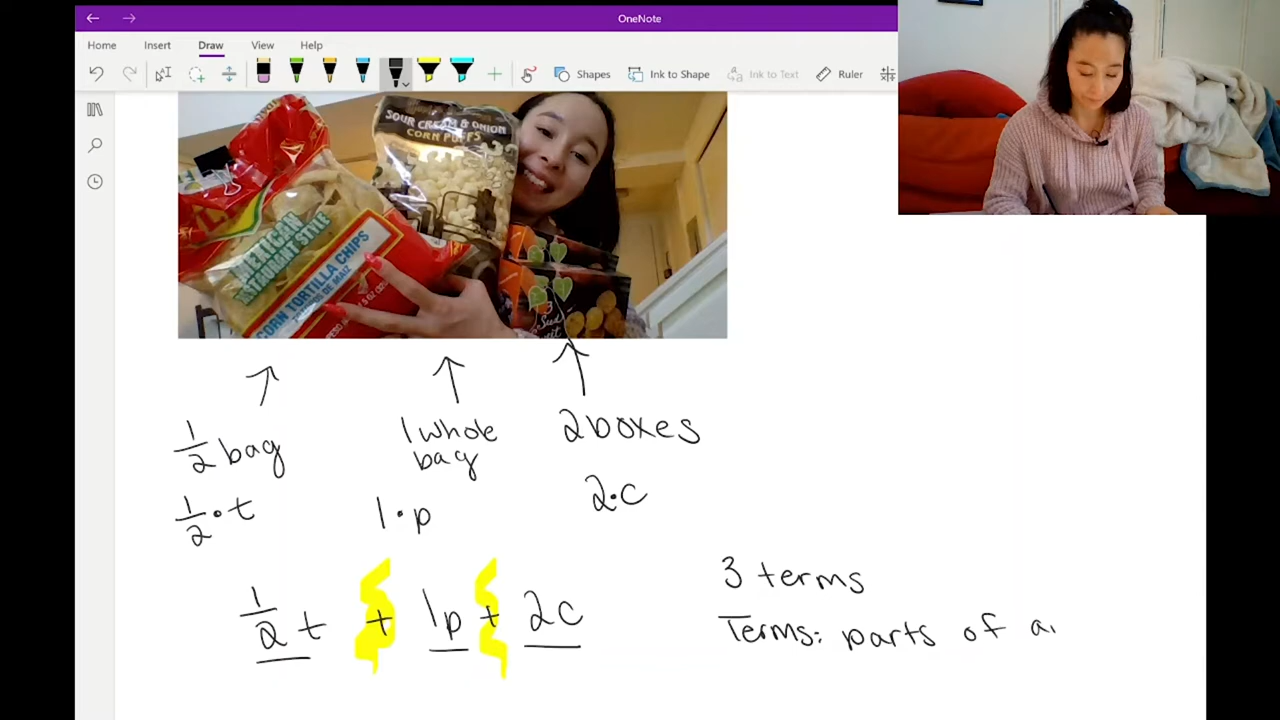 OneNote
Home Insert Draw View Help
Shapes Ink to Shape Ink to Text Ruler
SOUR CREAM & ONION
CORN PUFFS
MEXICAN
RESTAURANT STYLE
CORN TORTILLA CHIPS
1/2 bag
1 whole
bag
2 boxes
1/2 • t
1 • p
2 • c
1/2 t + 1p + 2c
3 terms
Terms: parts of a